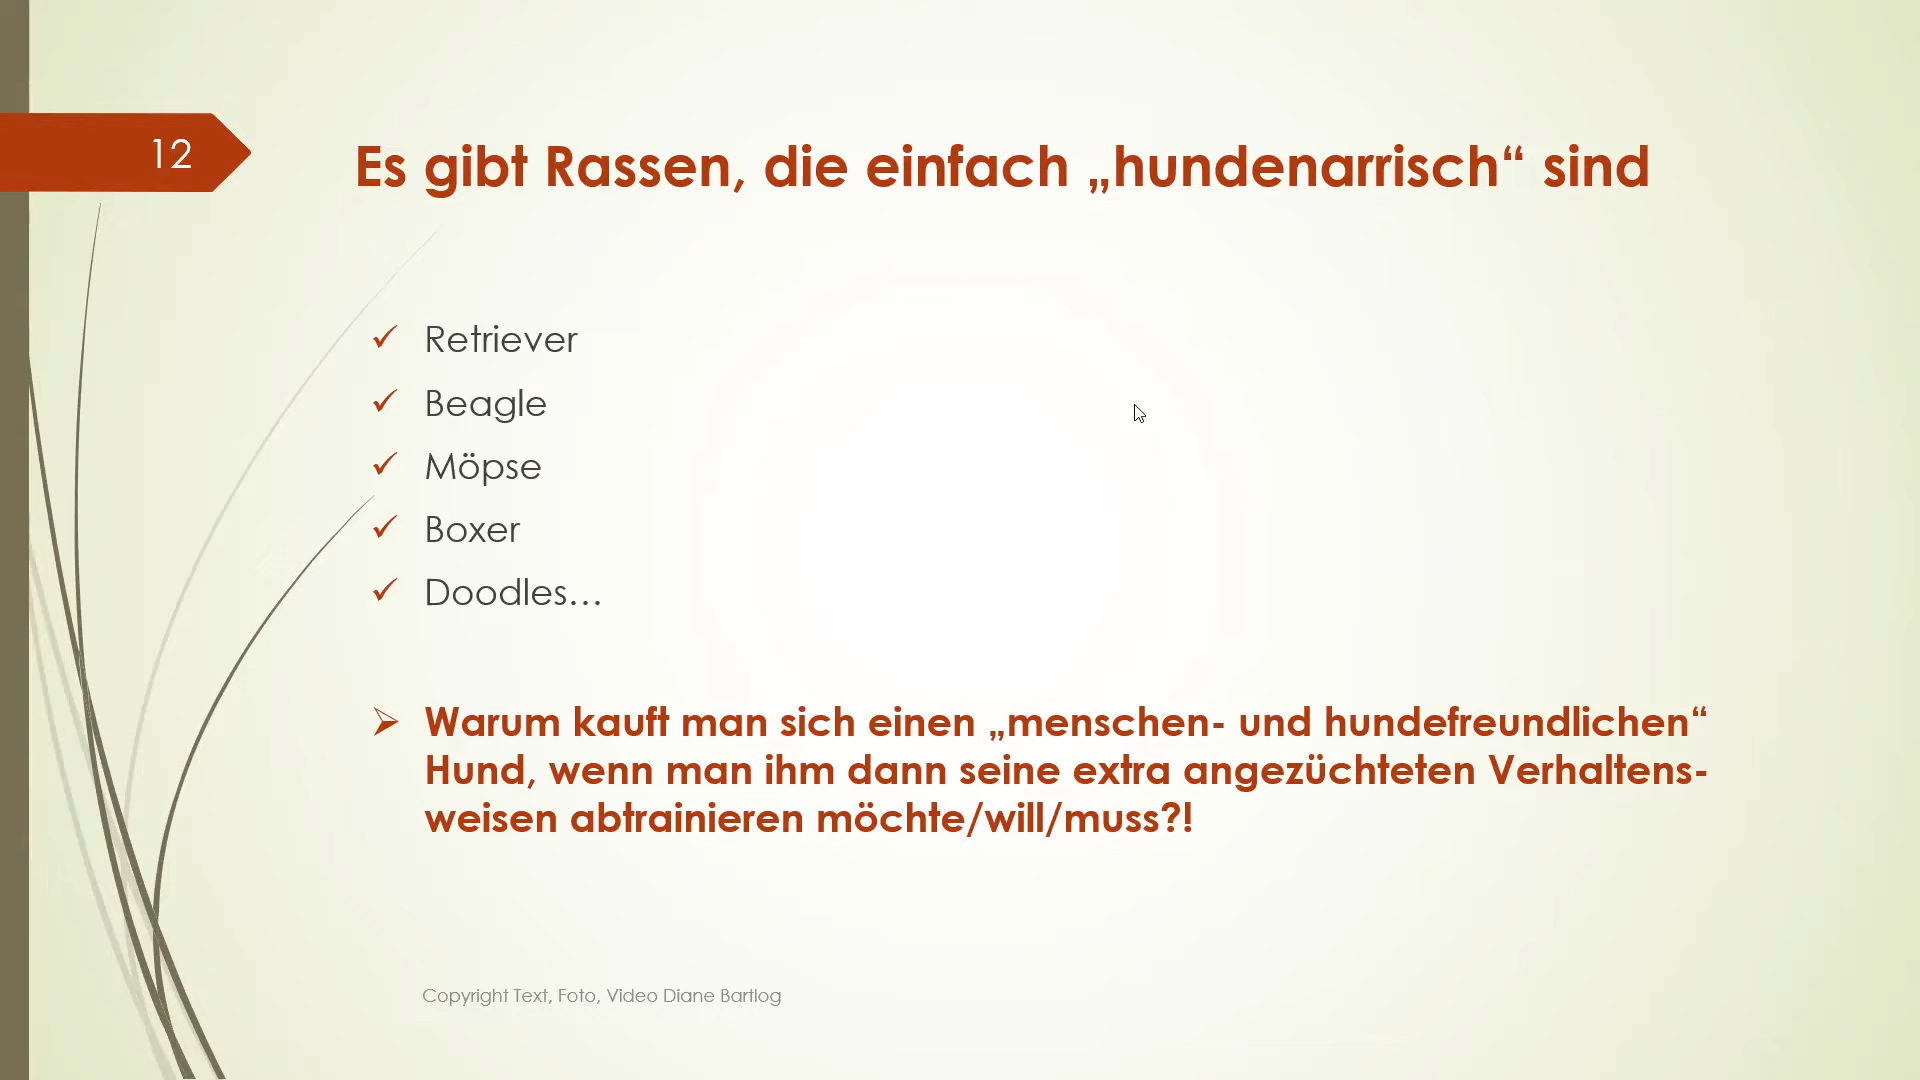 12
Es gibt Rassen, die einfach „hundenarrisch“ sind
Retriever
Beagle
Möpse
Boxer
Doodles…
Warum kauft man sich einen „menschen- und hundefreundlichen“
Hund, wenn man ihm dann seine extra angezüchteten Verhaltens-
weisen abtrainieren möchte/will/muss?!
Copyright Text, Foto, Video Diane Bartlog